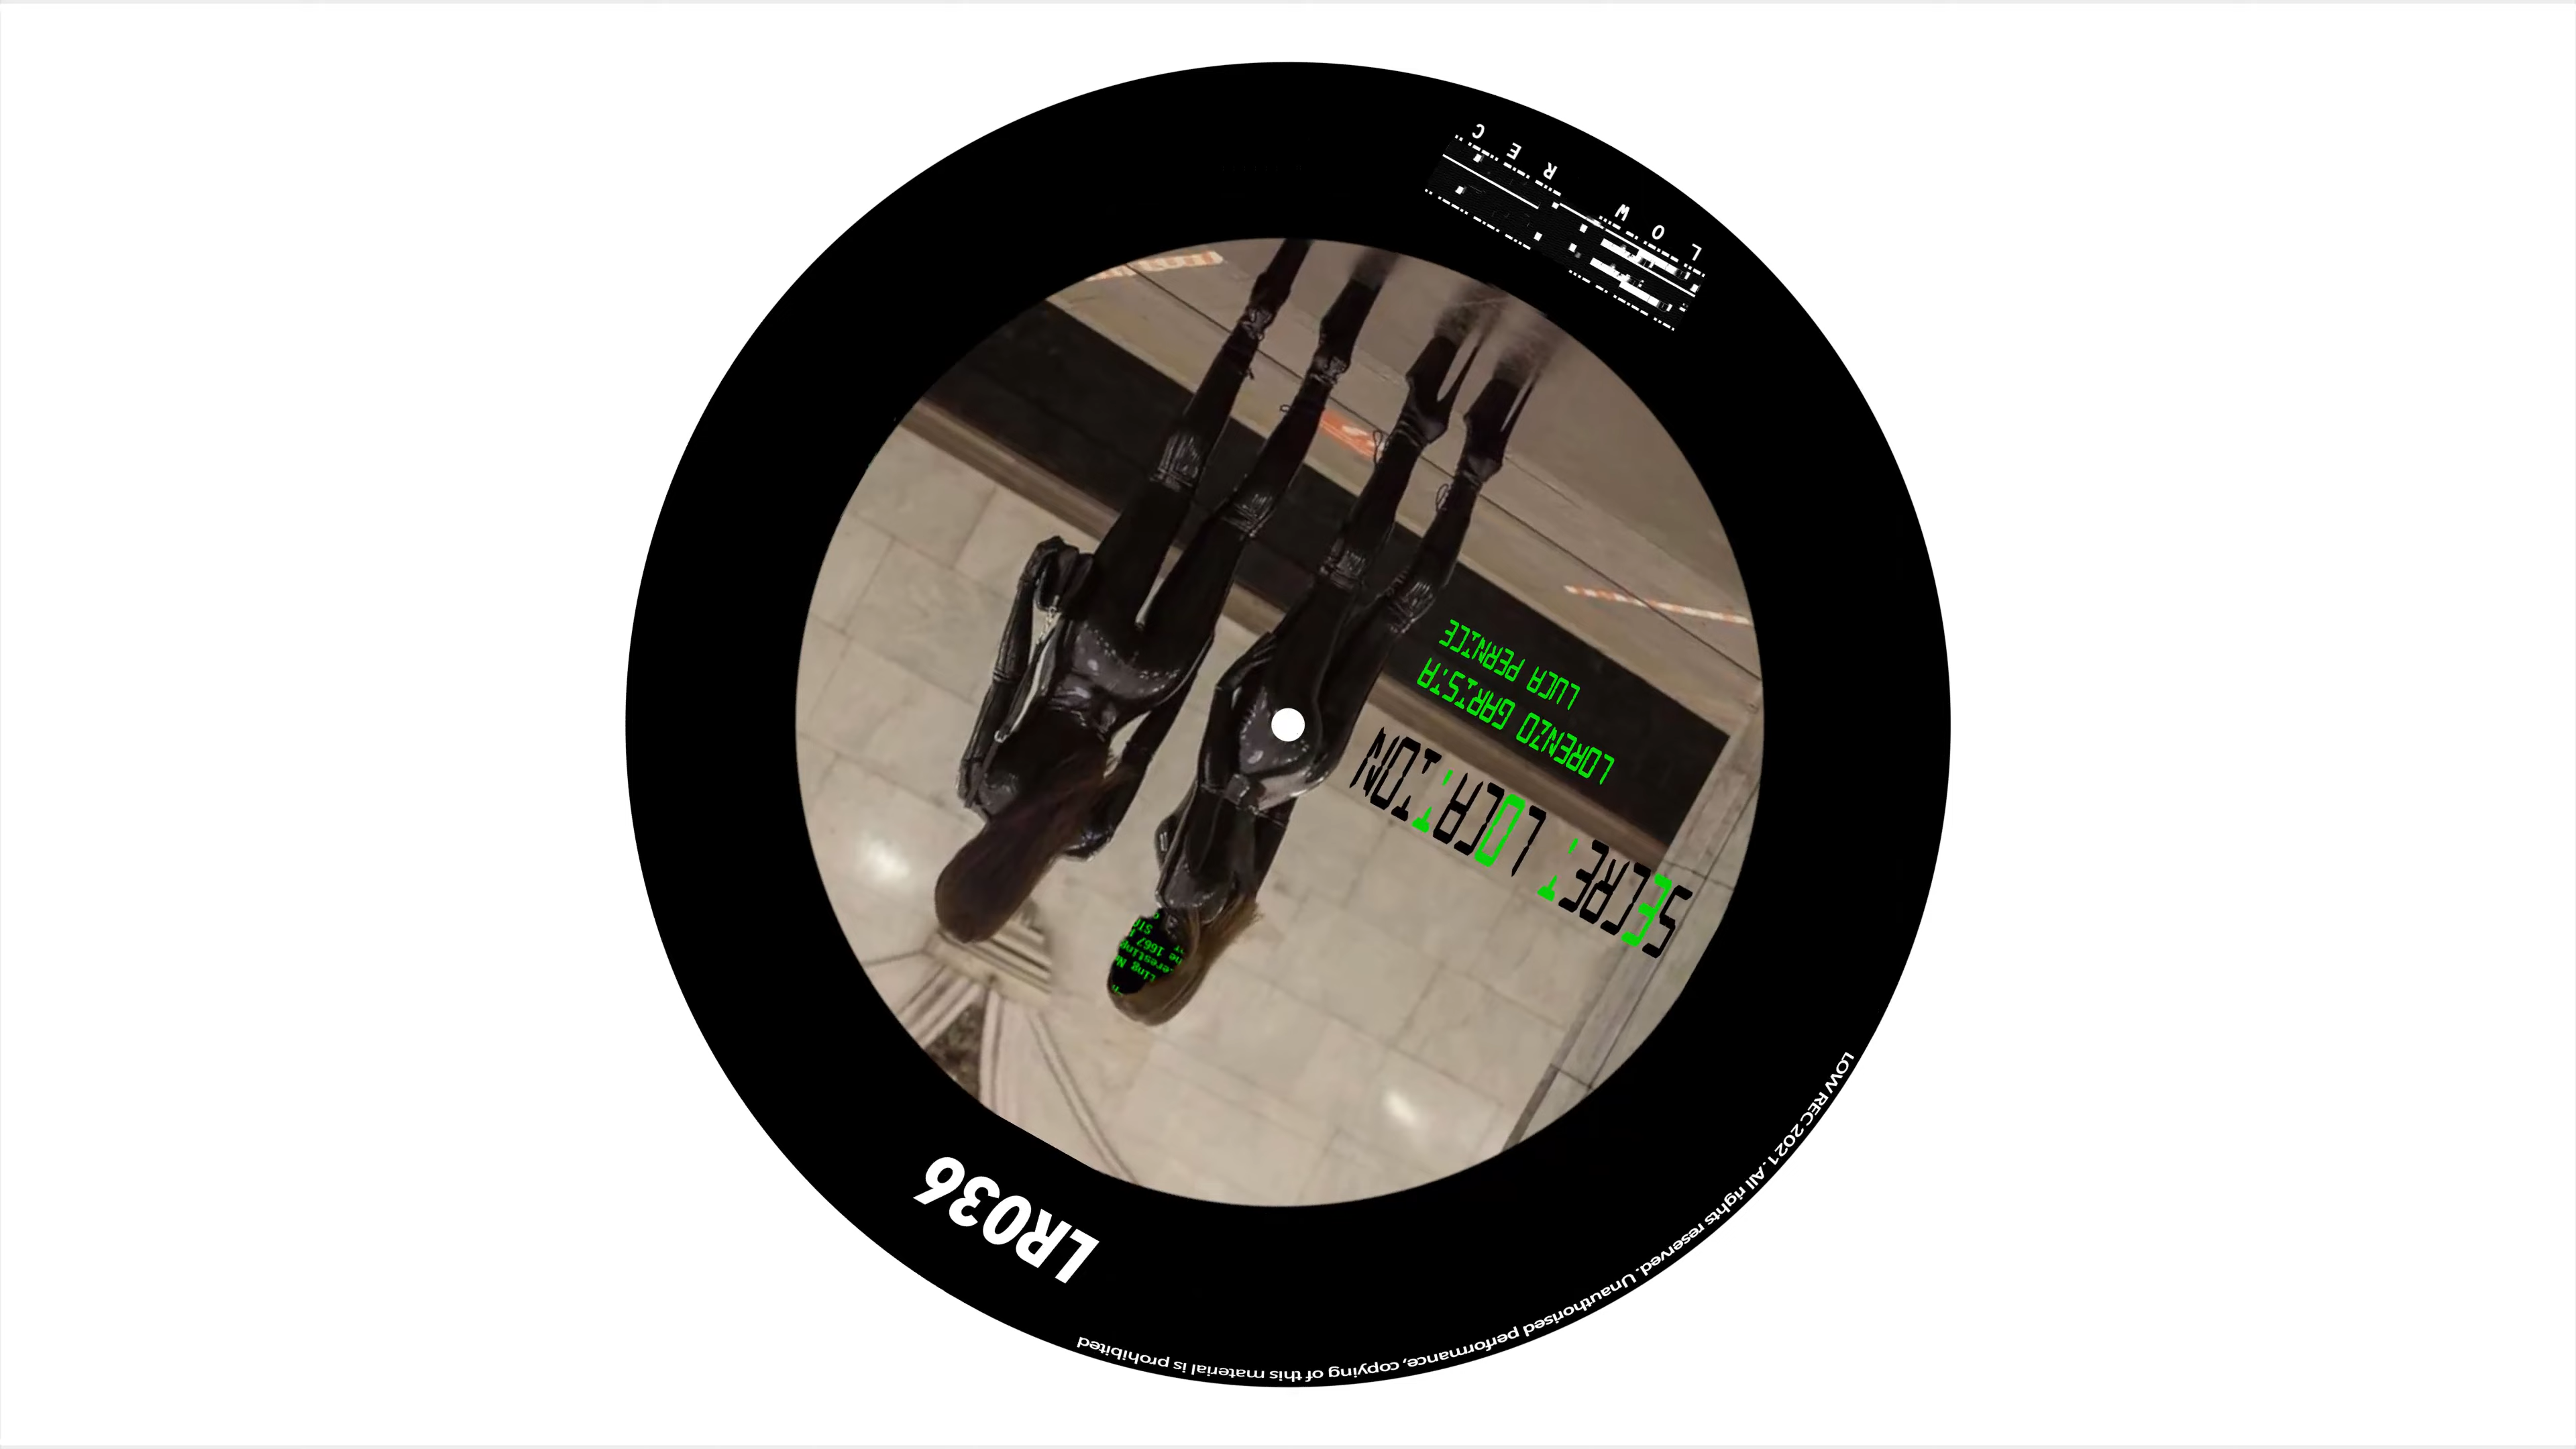 LOW REC
LORENZO GARISTA
LUCA PERNICE
SECRET LOCATION
LR036
LOW REC 2021. All rights reserved. Unauthorised performance, copying of this material is prohibited